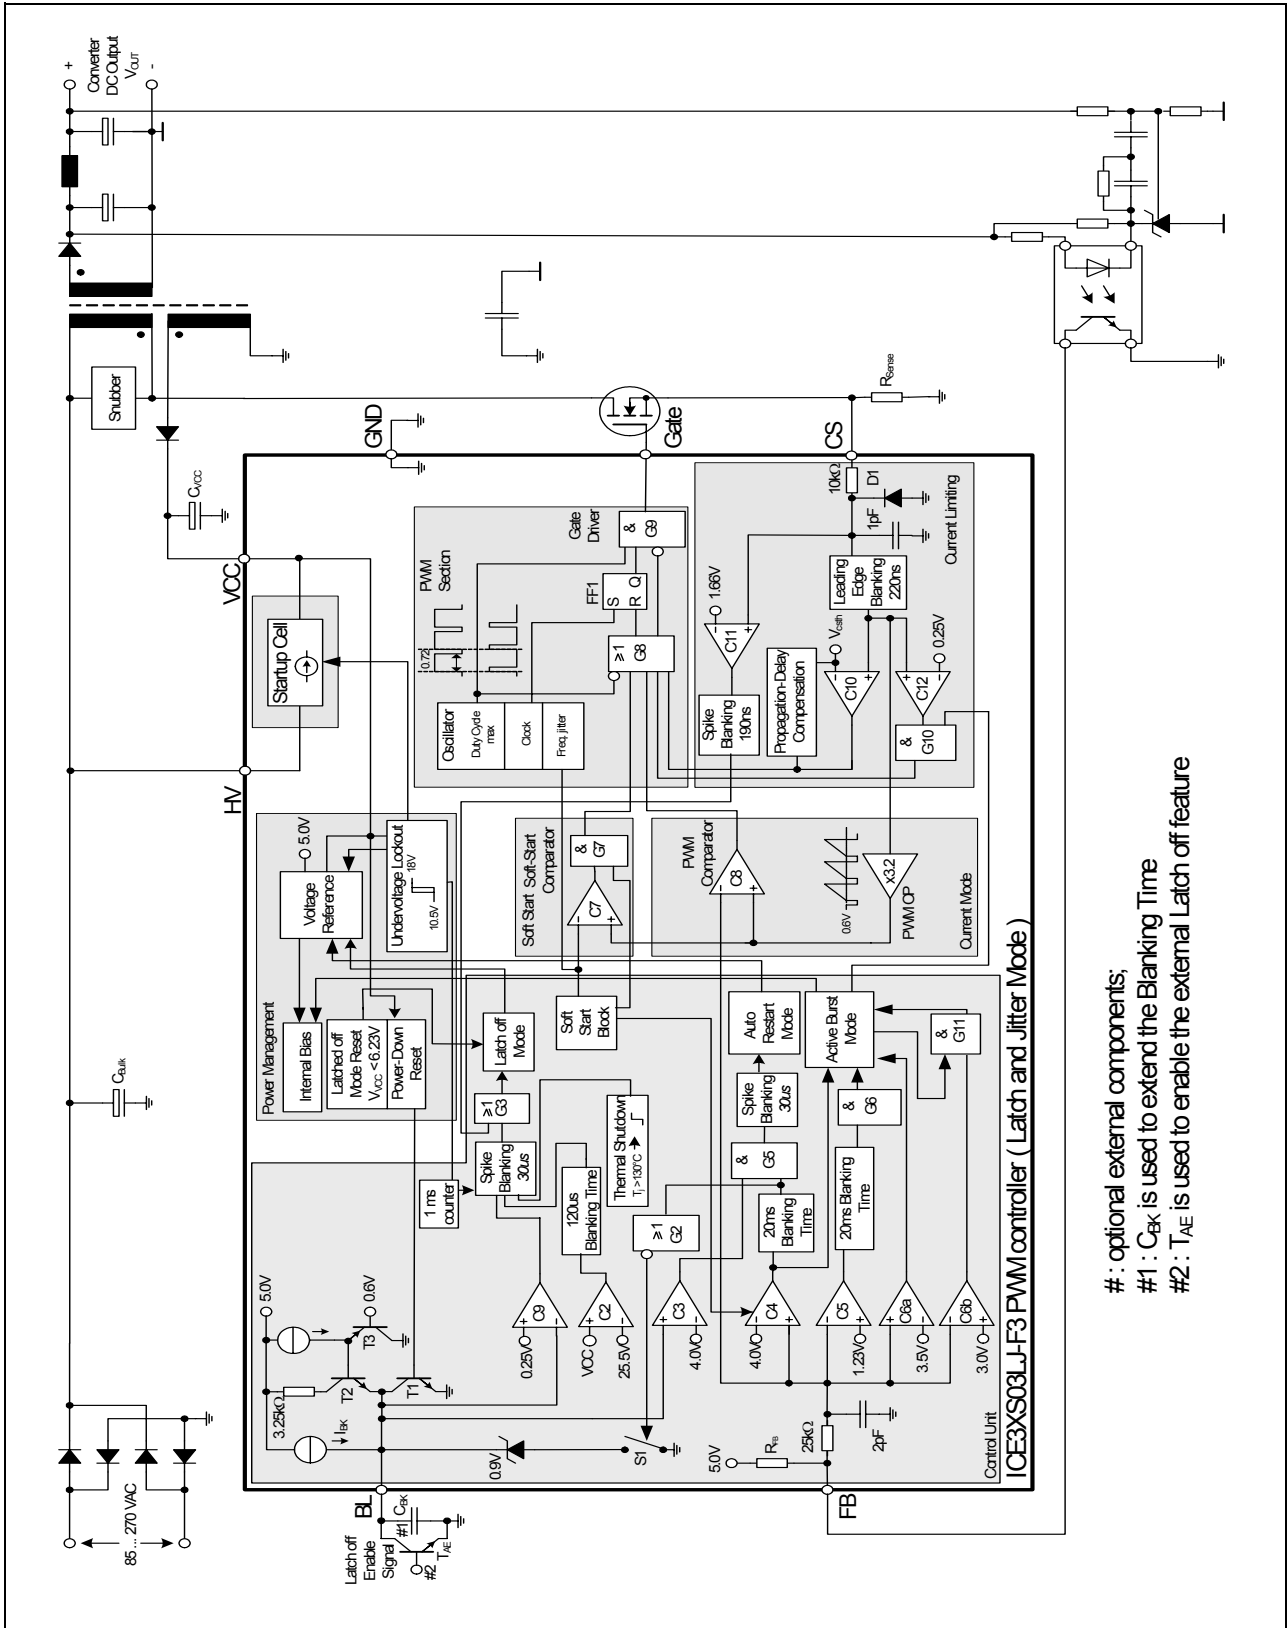 +
Converter
DC Output
VOUT
-
Snubber
85 ... 270 VAC
CBulk
CVCC
GND
VCC
HV
Startup Cell
Power Management
Internal Bias
Voltage
Reference
5.0V
Latched off
Mode Reset
VVCC < 6.23V
Power-Down
Reset
Undervoltage Lockout
18V
10.5V
PWM
Section
0.72
Oscillator
Duty Cycle
max
Clock
Freq. jitter
FF1
S
R
Q
≥1
G8
&
G9
Gate
Driver
Gate
CS
RSense
Soft Start
Soft-Start
Comparator
C7
&
G7
Soft
Start
Block
PWM
Comparator
C8
0.6V
x3.2
PWM OP
Current Mode
Current Limiting
10kΩ
D1
1pF
Leading
Edge
Blanking
220ns
1.66V
C11
Spike
Blanking
190ns
Propagation-Delay
Compensation
Vcsth
C10
C12
0.25V
&
G10
BL
Latch off
Enable
Signal
#1
CBK
#2
TAE
5.0V
3.25kΩ
IBK
T2
T3
0.6V
T1
0.9V
S1
1 ms
counter
Spike
Blanking
30us
≥1
G3
Latch off
Mode
120us
Blanking Time
Thermal Shutdown
Tj >130°C
0.25V
C9
VCC
C2
25.5V
C3
4.0V
≥1
G2
&
G5
Spike
Blanking
30us
Auto
Restart
Mode
4.0V
C4
20ms
Blanking
Time
C5
1.23V
20ms Blanking
Time
&
G6
Active Burst
Mode
C6a
3.5V
C6b
3.0V
&
G11
5.0V
RFB
25kΩ
2pF
FB
Control Unit
ICE3XS03LJ-F3 PWM controller ( Latch and Jitter Mode )
# : optional external components;
#1 : CBK is used to extend the Blanking Time
#2 : TAE is used to enable the external Latch off feature